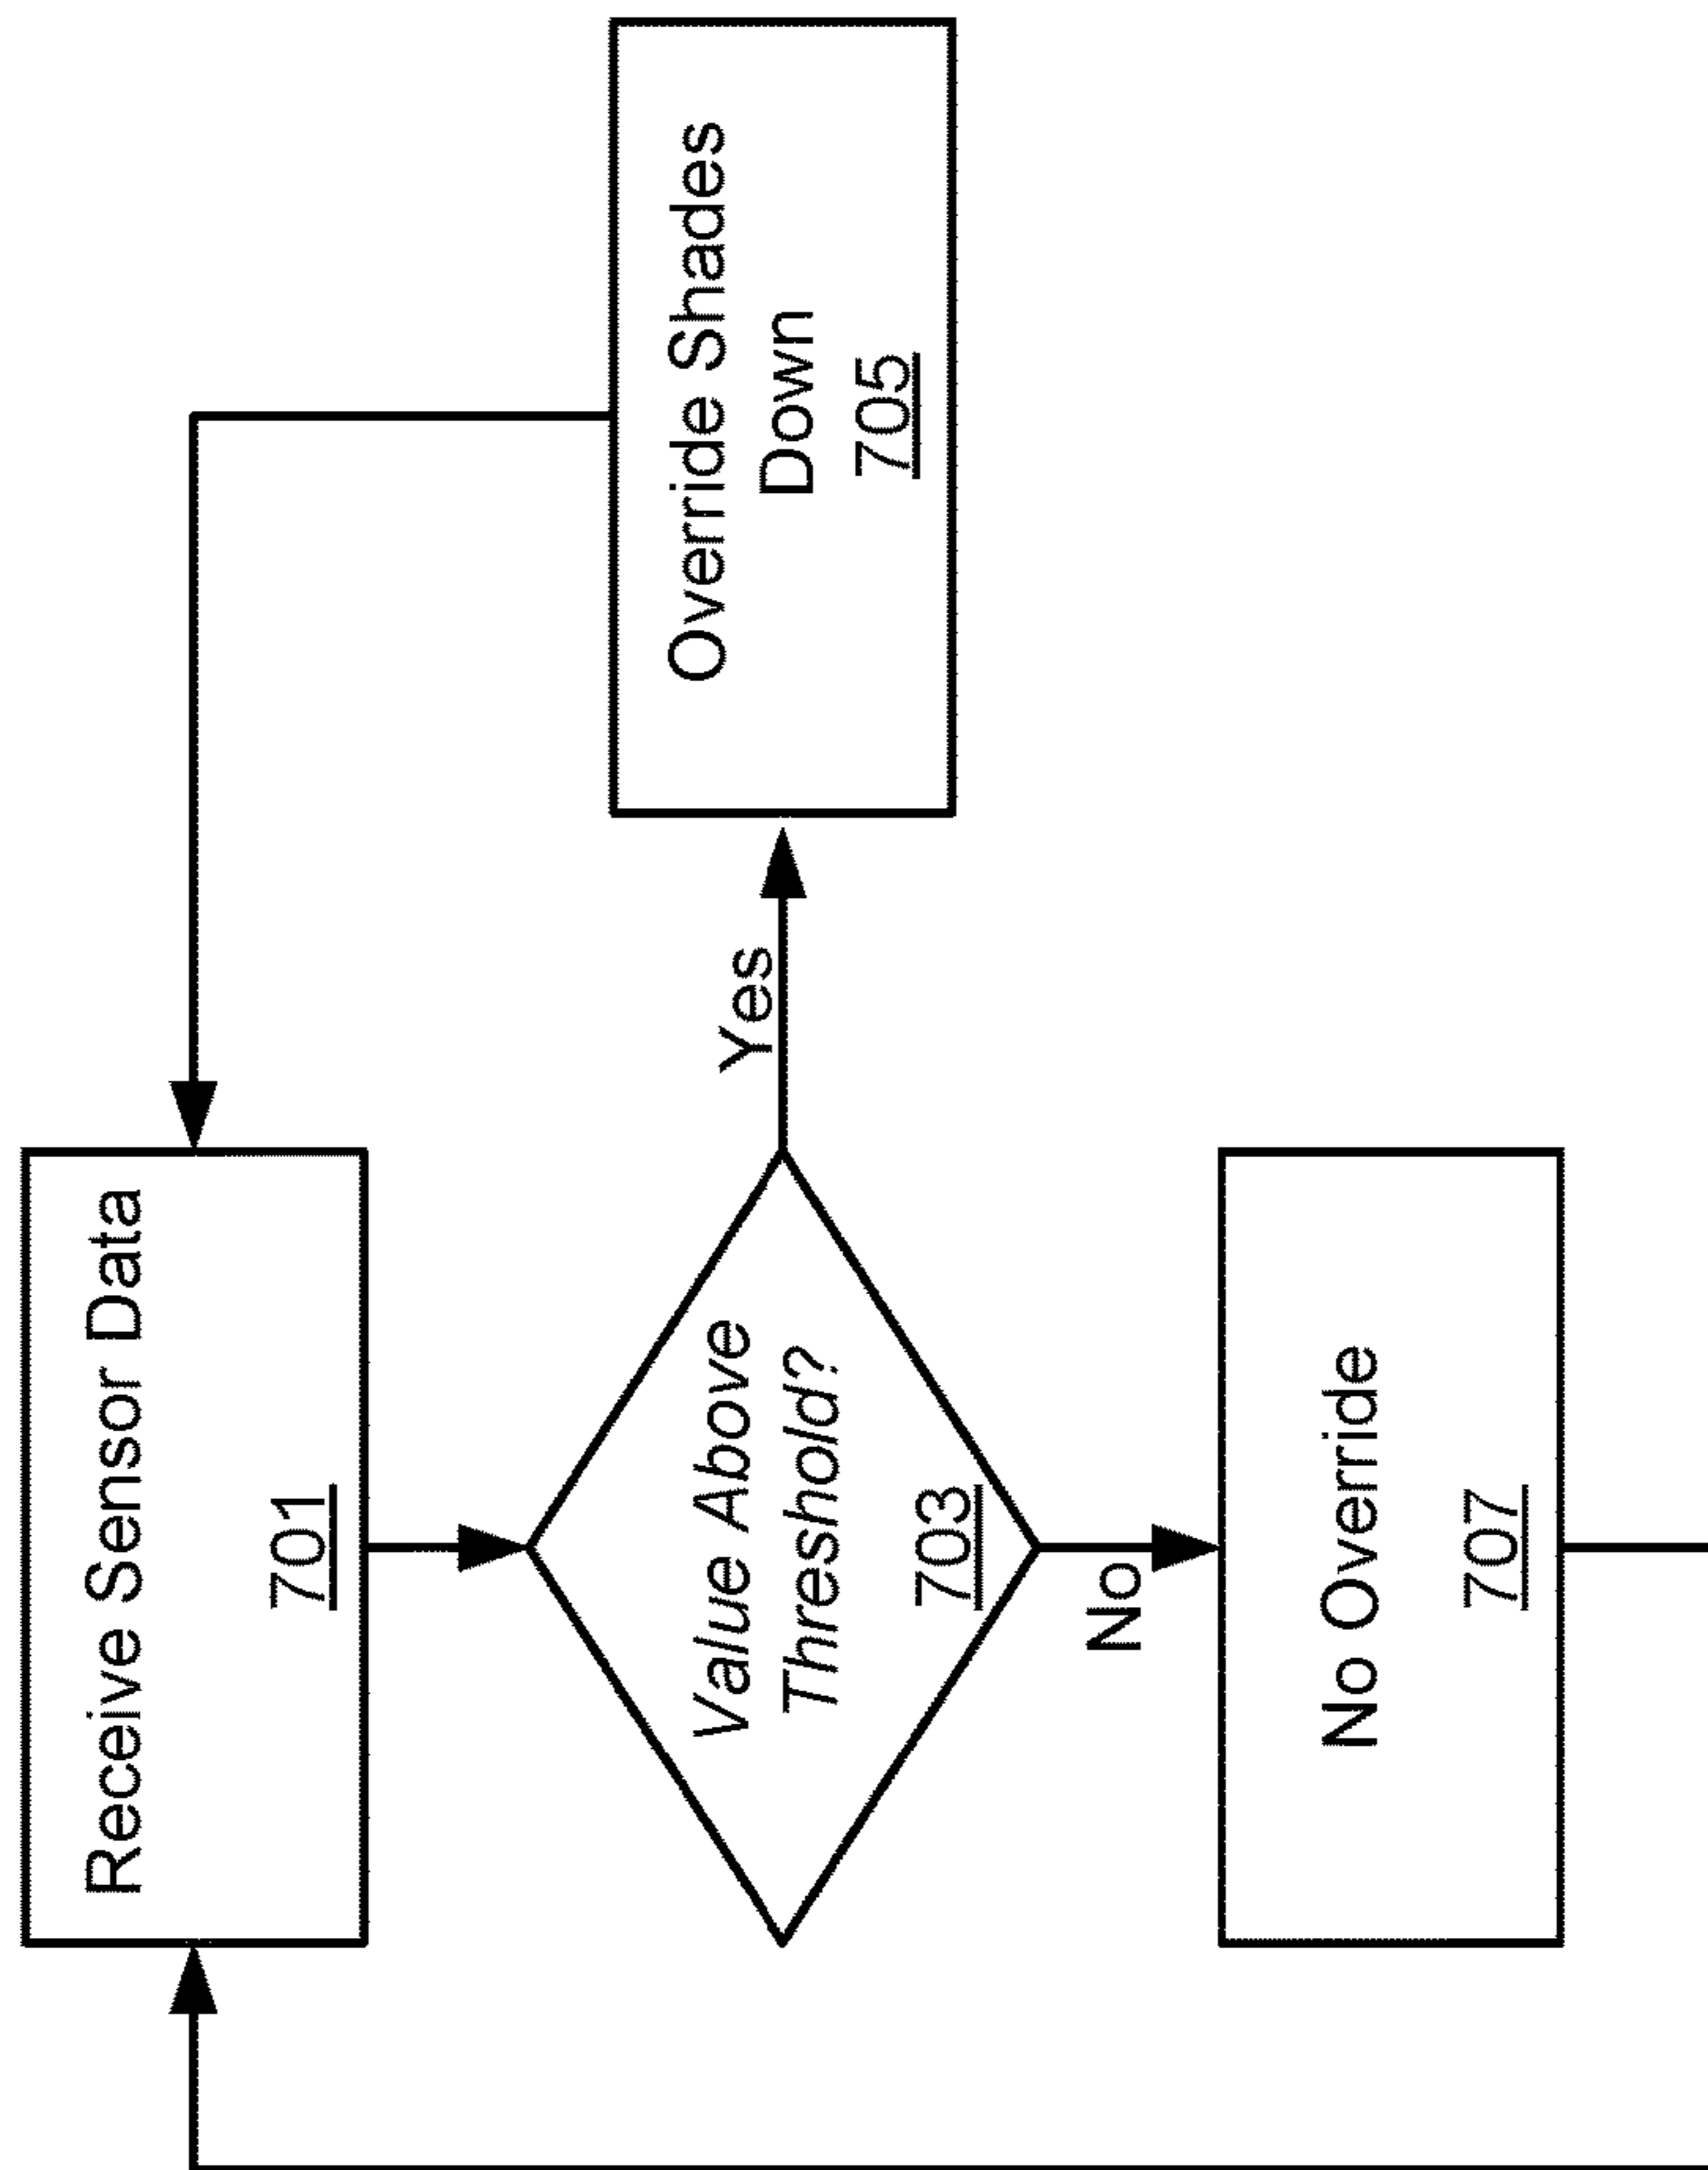 Receive Sensor Data
701
Value Above
Threshold?
703
Yes
Override Shades
Down
705
No
No Override
707